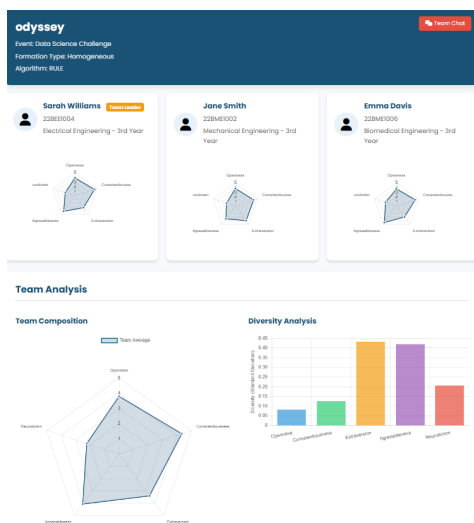 odyssey
Team Chat
Event: Data Science Challenge
Formation Type: Homogeneous
Algorithm: RULE
Sarah Williams Team Leader
22BEE1004
Electrical Engineering - 3rd Year
Openness
Conscientiousness
Extraversion
Agreeableness
Jane Smith
22BME1002
Mechanical Engineering - 3rd
Year
Openness
Conscientiousness
Extraversion
Agreeableness
Emma Davis
22BME1006
Biomedical Engineering - 3rd
Year
Openness
Conscientiousness
Extraversion
Agreeableness
Team Analysis
Team Composition
Team Average
Openness
5
4
3
2
1
Conscientiousness
Extraversion
Agreeableness
Neuroticism
Diversity Analysis
Diversity (Standard Deviation)
0.45
0.40
0.35
0.30
0.25
0.20
0.15
0.10
0.05
0
Openness
Conscientiousness
Extraversion
Agreeableness
Neuroticism